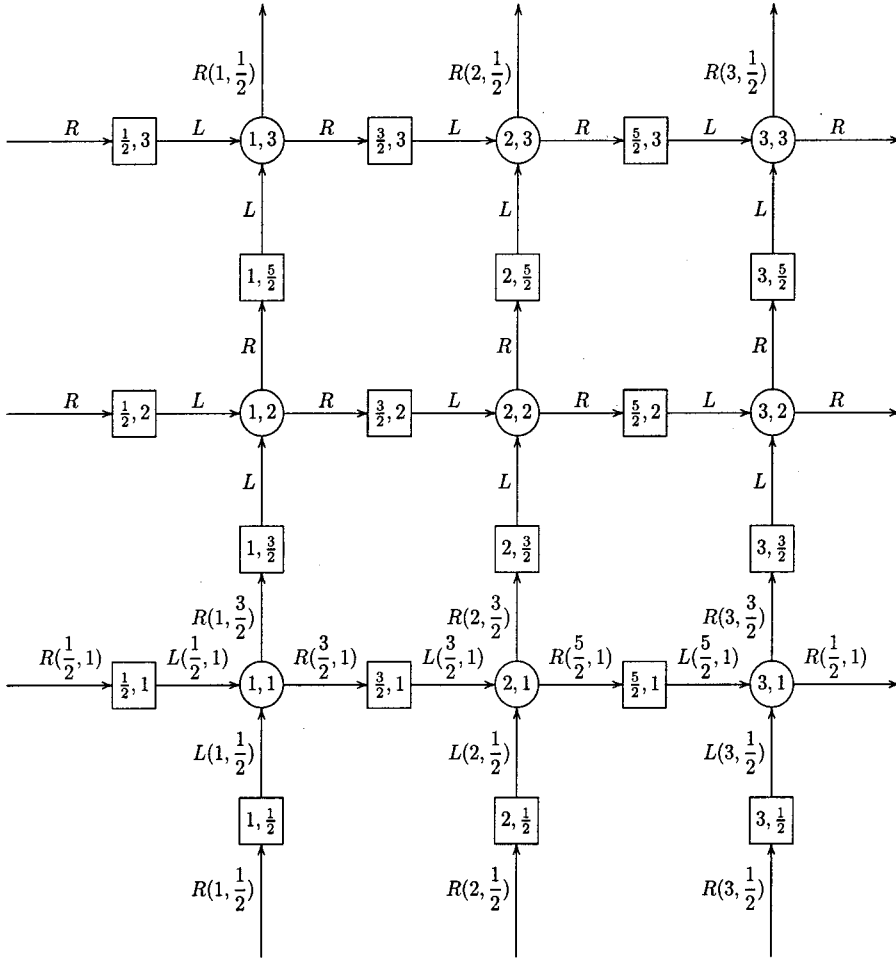 R(1, 1/2) R(2, 1/2) R(3, 1/2)
R 1/2, 3 L 1, 3 R 3/2, 3 L 2, 3 R 5/2, 3 L 3, 3 R
L L L
1, 5/2 2, 5/2 3, 5/2
R R R
R 1/2, 2 L 1, 2 R 3/2, 2 L 2, 2 R 5/2, 2 L 3, 2 R
L L L
1, 3/2 2, 3/2 3, 3/2
R(1, 3/2) R(2, 3/2) R(3, 3/2)
R(1/2, 1) L(1/2, 1) R(3/2, 1) L(3/2, 1) R(5/2, 1) L(5/2, 1) R(1/2, 1)
1/2, 1 1, 1 3/2, 1 2, 1 5/2, 1 3, 1
L(1, 1/2) L(2, 1/2) L(3, 1/2)
1, 1/2 2, 1/2 3, 1/2
R(1, 1/2) R(2, 1/2) R(3, 1/2)